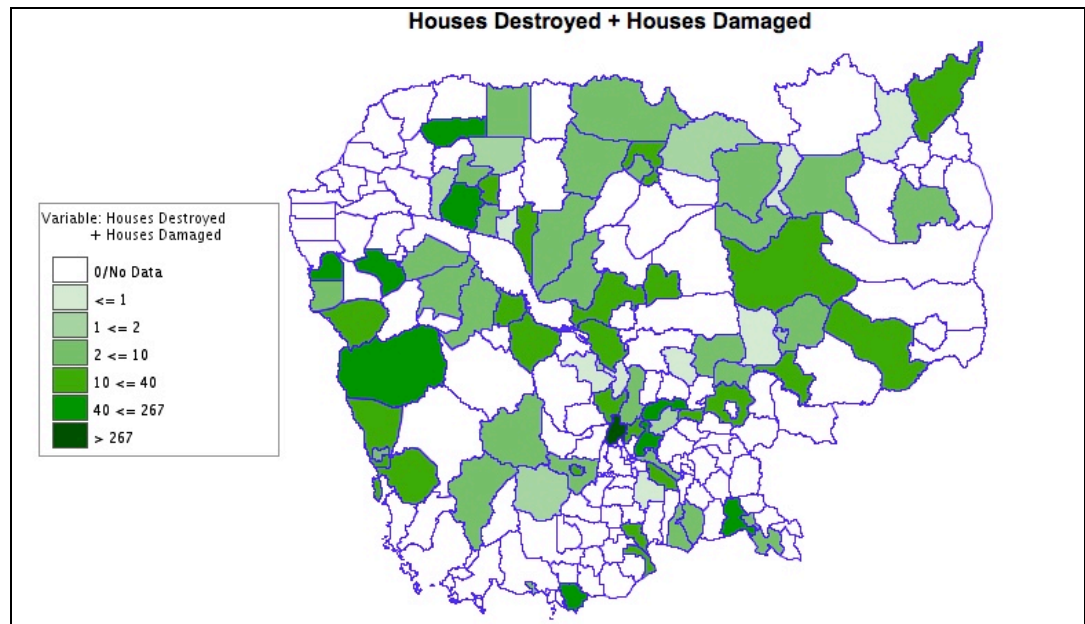 Houses Destroyed + Houses Damaged
Variable: Houses Destroyed
+ Houses Damaged
0/No Data
<= 1
1 <= 2
2 <= 10
10 <= 40
40 <= 267
> 267